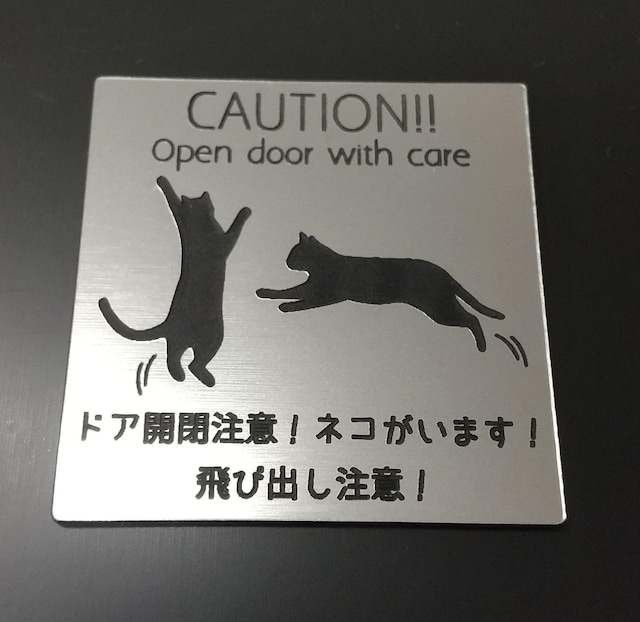 CAUTION!!
Open door with care
ドア開閉注意！ネコがいます！
飛び出し注意！